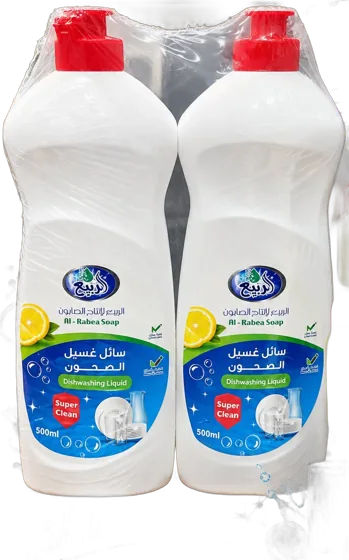 الربيع
الربيع لإنتاج الصابون
Al - Rabea Soap
سائل غسيل
الصحون
Dishwashing Liquid
Super
Clean
500ml
الربيع
الربيع لإنتاج الصابون
Al - Rabea Soap
سائل غسيل
الصحون
Dishwashing Liquid
Super
Clean
500ml